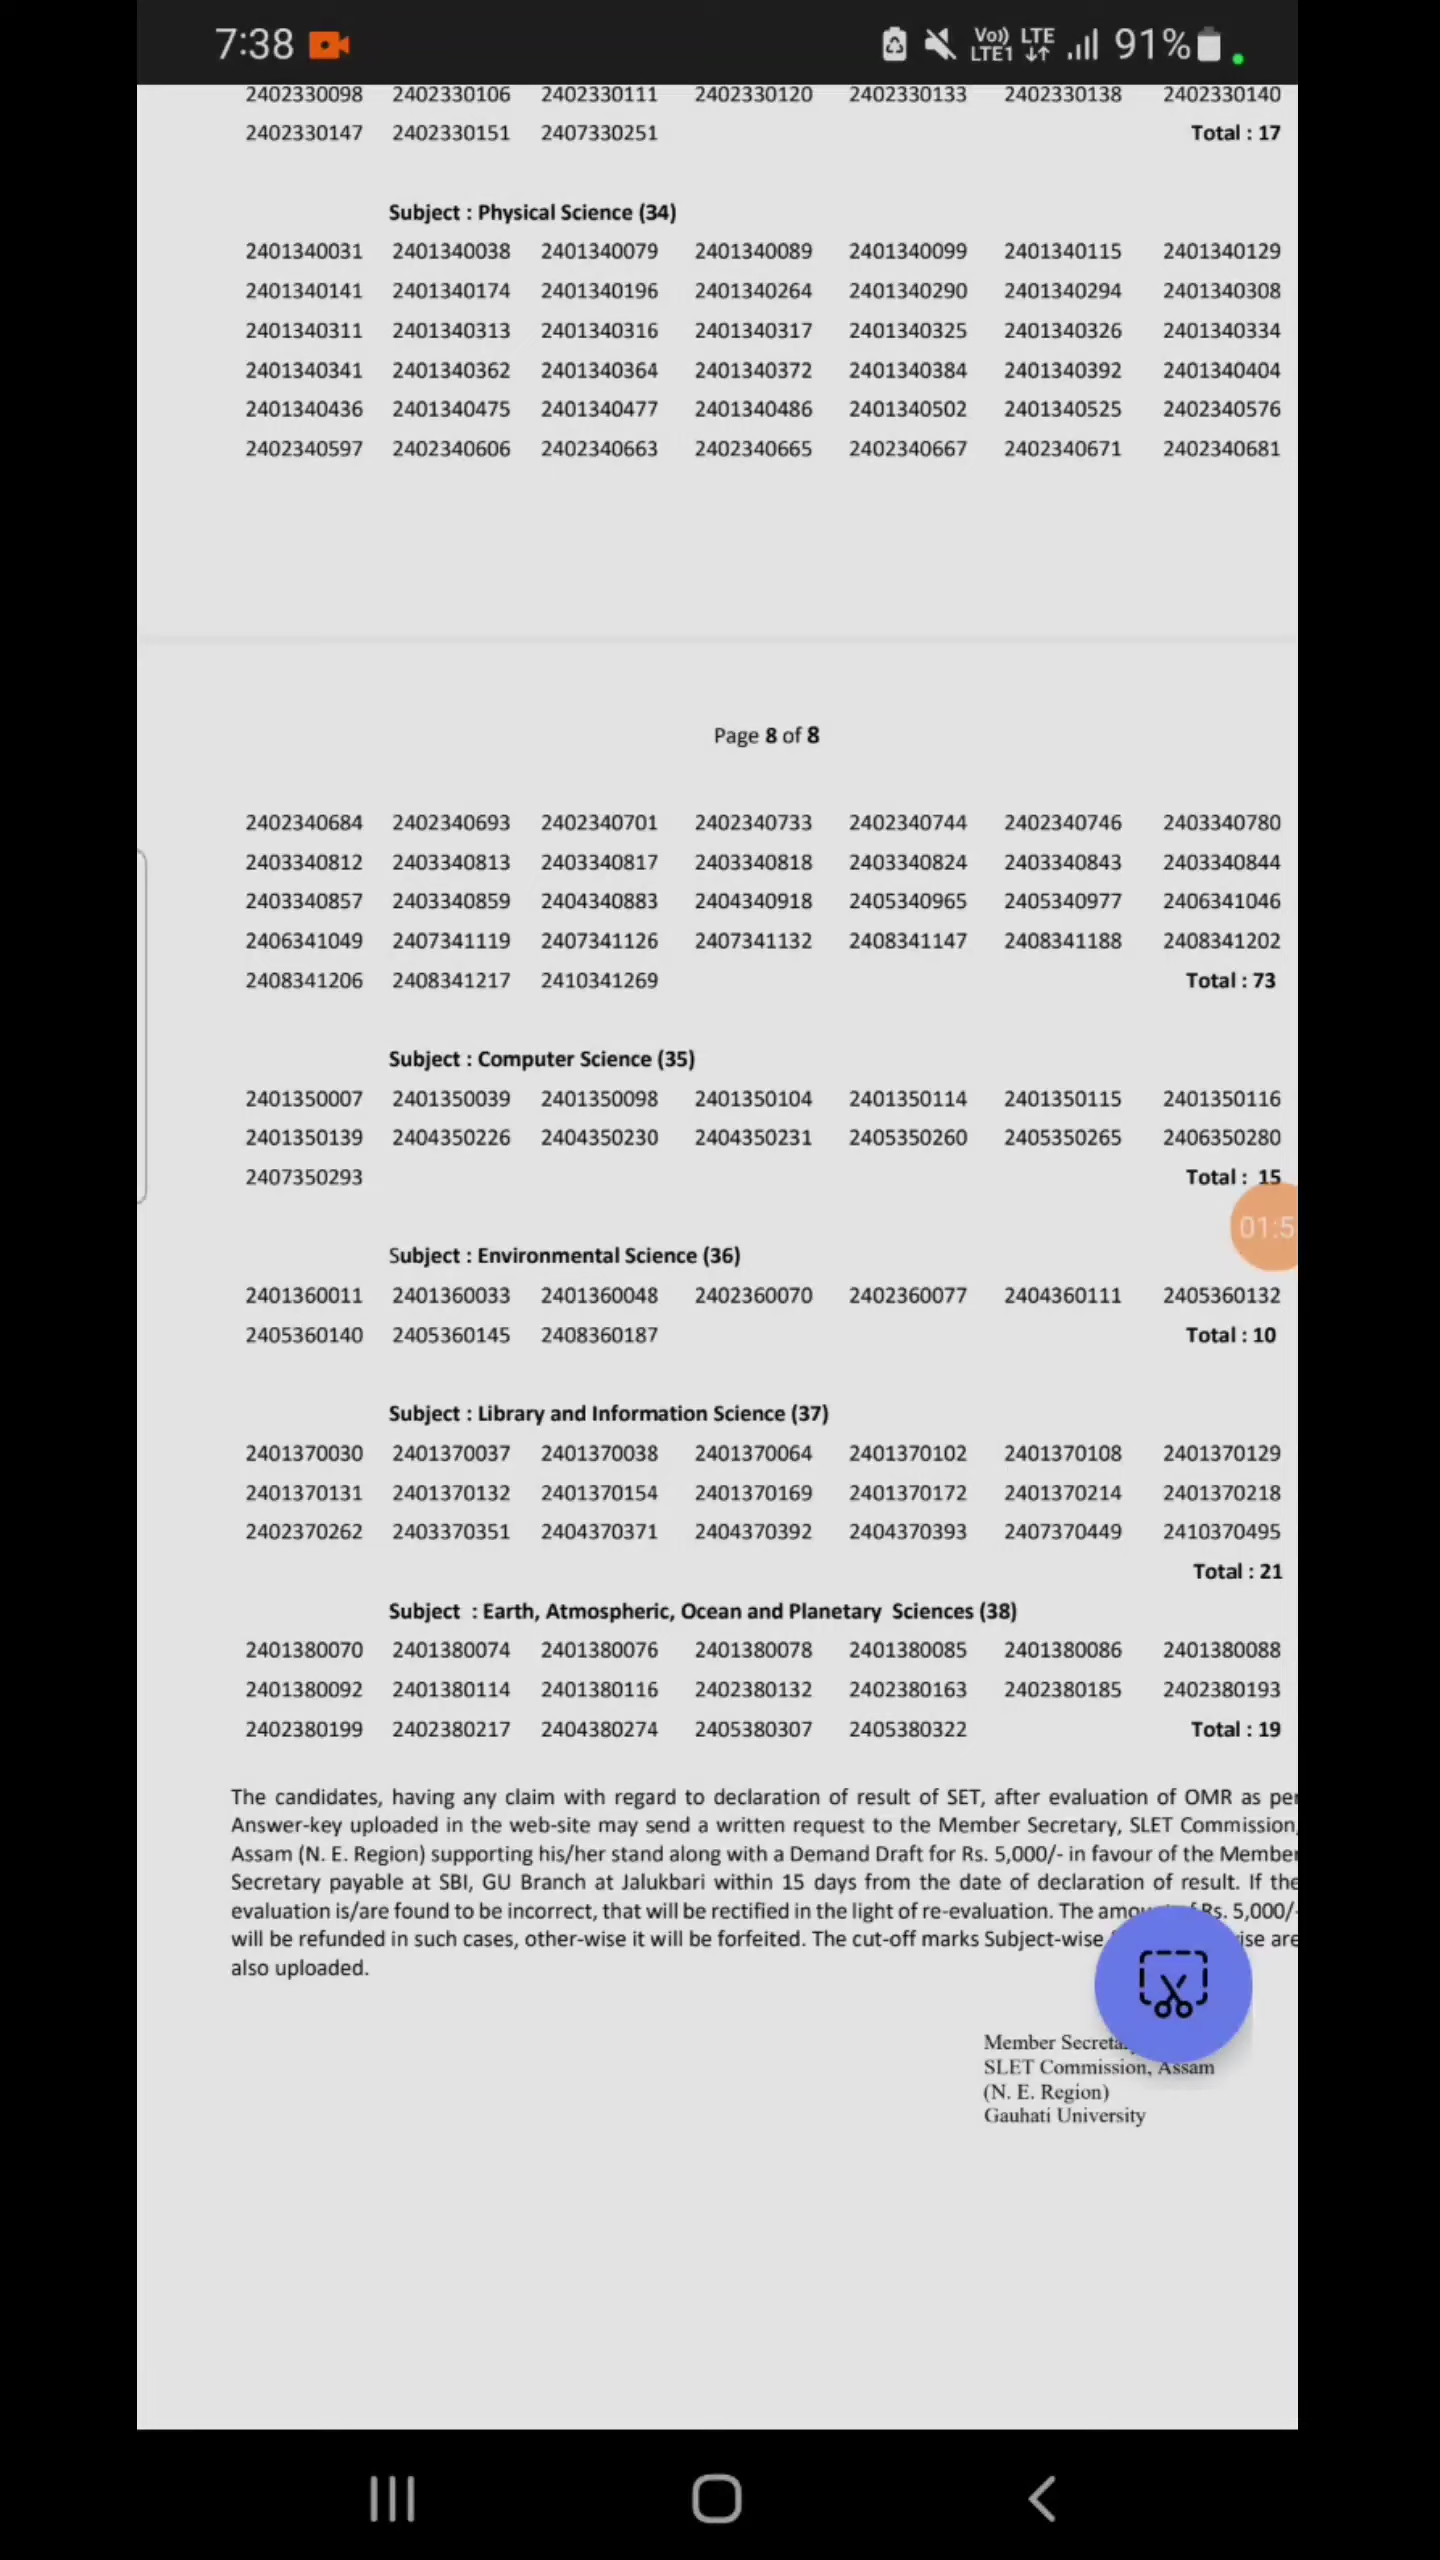 7:38 Vo)) LTE1 LTE 91%
2402330098 2402330106 2402330111 2402330120 2402330133 2402330138 2402330140
2402330147 2402330151 2407330251 Total : 17
Subject : Physical Science (34)
2401340031 2401340038 2401340079 2401340089 2401340099 2401340115 2401340129
2401340141 2401340174 2401340196 2401340264 2401340290 2401340294 2401340308
2401340311 2401340313 2401340316 2401340317 2401340325 2401340326 2401340334
2401340341 2401340362 2401340364 2401340372 2401340384 2401340392 2401340404
2401340436 2401340475 2401340477 2401340486 2401340502 2401340525 2402340576
2402340597 2402340606 2402340663 2402340665 2402340667 2402340671 2402340681
Page 8 of 8
2402340684 2402340693 2402340701 2402340733 2402340744 2402340746 2403340780
2403340812 2403340813 2403340817 2403340818 2403340824 2403340843 2403340844
2403340857 2403340859 2404340883 2404340918 2405340965 2405340977 2406341046
2406341049 2407341119 2407341126 2407341132 2408341147 2408341188 2408341202
2408341206 2408341217 2410341269 Total : 73
Subject : Computer Science (35)
2401350007 2401350039 2401350098 2401350104 2401350114 2401350115 2401350116
2401350139 2404350226 2404350230 2404350231 2405350260 2405350265 2406350280
2407350293 Total : 15
01:5
Subject : Environmental Science (36)
2401360011 2401360033 2401360048 2402360070 2402360077 2404360111 2405360132
2405360140 2405360145 2408360187 Total : 10
Subject : Library and Information Science (37)
2401370030 2401370037 2401370038 2401370064 2401370102 2401370108 2401370129
2401370131 2401370132 2401370154 2401370169 2401370172 2401370214 2401370218
2402370262 2403370351 2404370371 2404370392 2404370393 2407370449 2410370495
Total : 21
Subject : Earth, Atmospheric, Ocean and Planetary Sciences (38)
2401380070 2401380074 2401380076 2401380078 2401380085 2401380086 2401380088
2401380092 2401380114 2401380116 2402380132 2402380163 2402380185 2402380193
2402380199 2402380217 2404380274 2405380307 2405380322 Total : 19
The candidates, having any claim with regard to declaration of result of SET, after evaluation of OMR as per
Answer-key uploaded in the web-site may send a written request to the Member Secretary, SLET Commission,
Assam (N. E. Region) supporting his/her stand along with a Demand Draft for Rs. 5,000/- in favour of the Member
Secretary payable at SBI, GU Branch at Jalukbari within 15 days from the date of declaration of result. If the
evaluation is/are found to be incorrect, that will be rectified in the light of re-evaluation. The Rs. 5,000/-
will be refunded in such cases, other-wise it will be forfeited. The cut-off marks Subject-wise are
also uploaded.
Member
SLET Commission, Assam
(N. E. Region)
Gauhati University